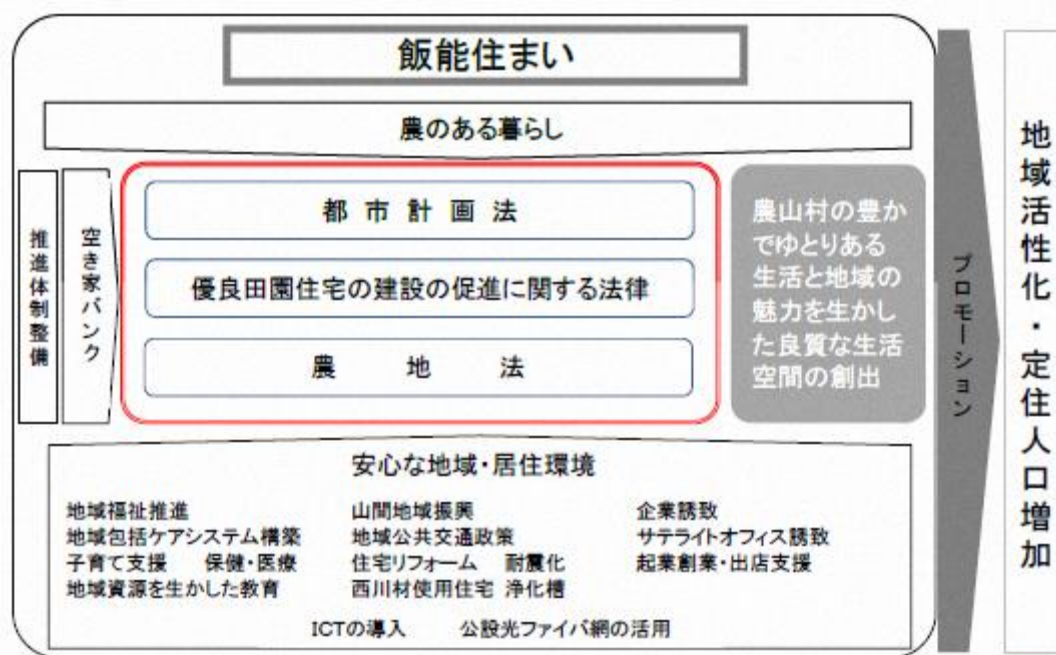 飯能住まい
農のある暮らし
推進体制整備
空き家バンク
都市計画法
優良田園住宅の建設の促進に関する法律
農地法
農山村の豊か
でゆとりある
生活と地域の
魅力を生かし
た良質な生活
空間の創出
安心な地域・居住環境
地域福祉推進
地域包括ケアシステム構築
子育て支援 保健・医療
地域資源を生かした教育
山間地域振興
地域公共交通政策
住宅リフォーム 耐震化
西川材使用住宅 浄化槽
企業誘致
サテライトオフィス誘致
起業創業・出店支援
ICTの導入 公設光ファイバ網の活用
プロモーション
地域活性化・定住人口増加